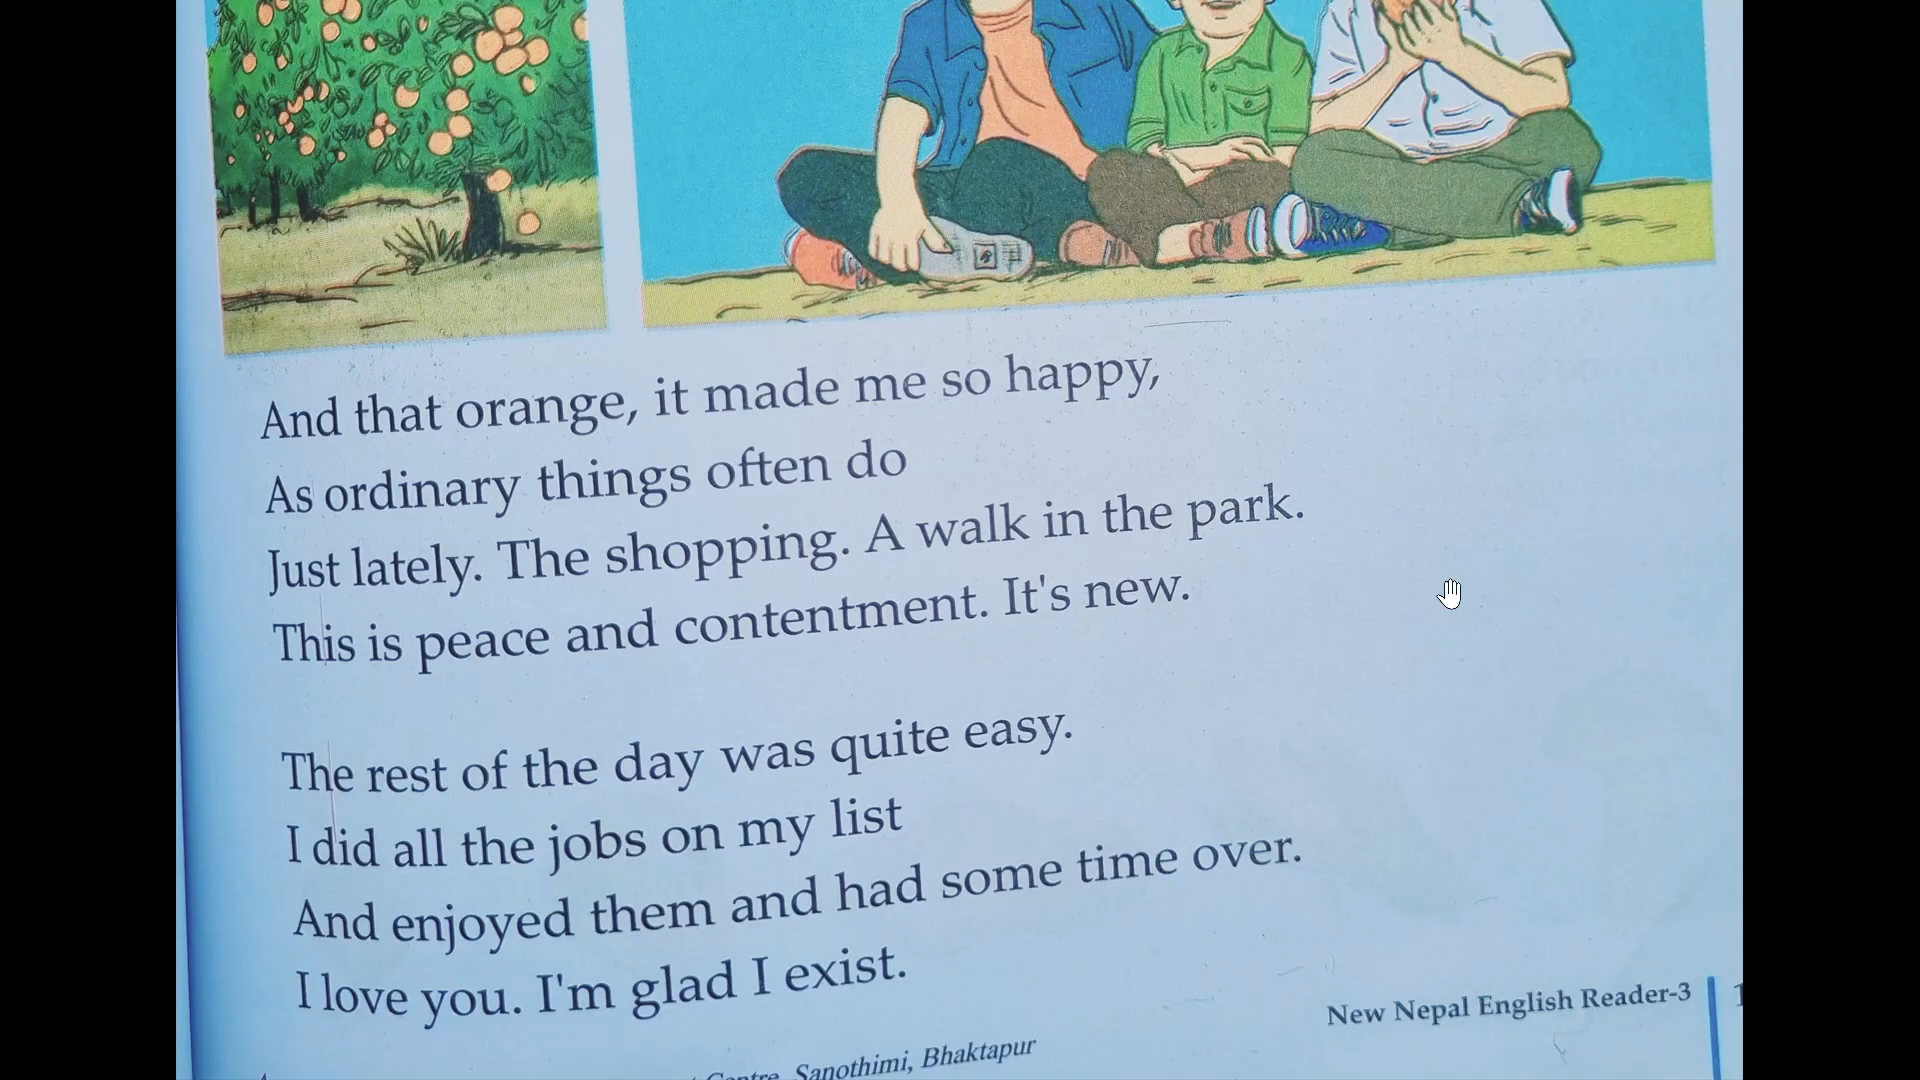 And that orange, it made me so happy,
As ordinary things often do
Just lately. The shopping. A walk in the park.
This is peace and contentment. It's new.
The rest of the day was quite easy.
I did all the jobs on my list
And enjoyed them and had some time over.
I love you. I'm glad I exist.
New Nepal English Reader-3
Centre, Sanothimi, Bhaktapur